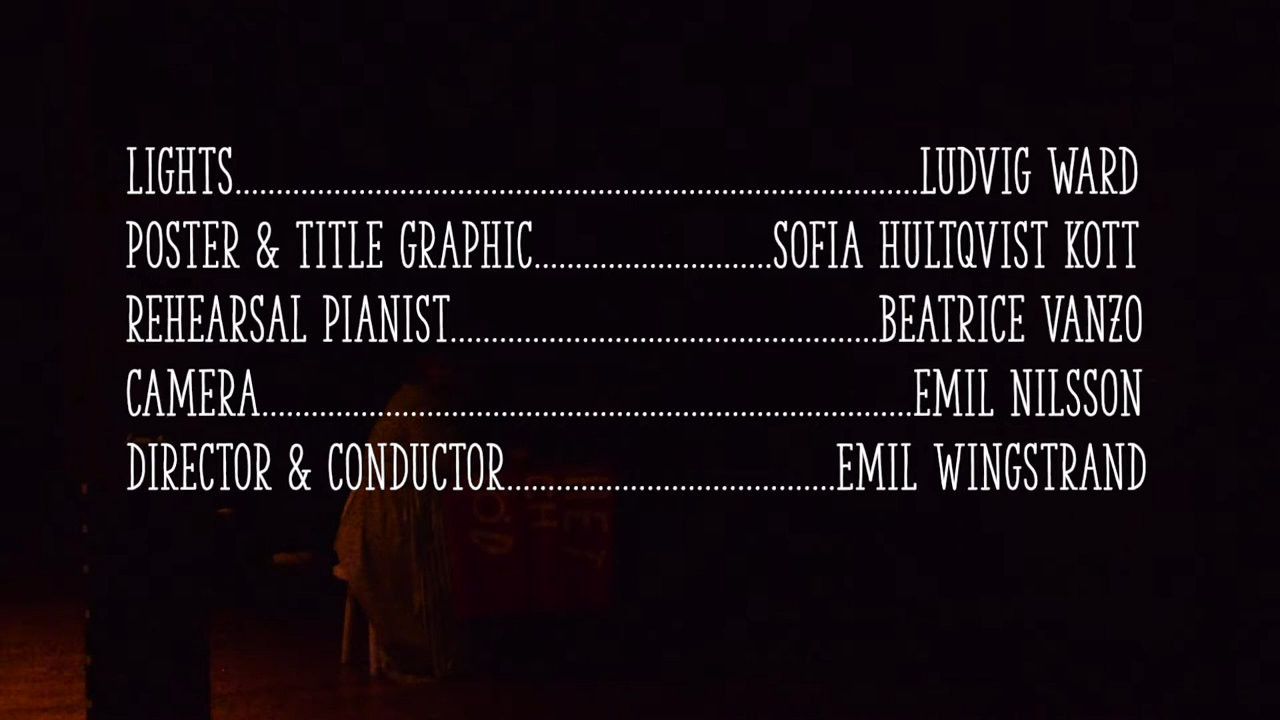 LIGHTS....................................................................................LUDVIG WARD
POSTER & TITLE GRAPHIC.............................SOFIA HULTQVIST KOTT
REHEARSAL PIANIST....................................................BEATRICE VANZO
CAMERA................................................................................EMIL NILSSON
DIRECTOR & CONDUCTOR........................................EMIL WINGSTRAND